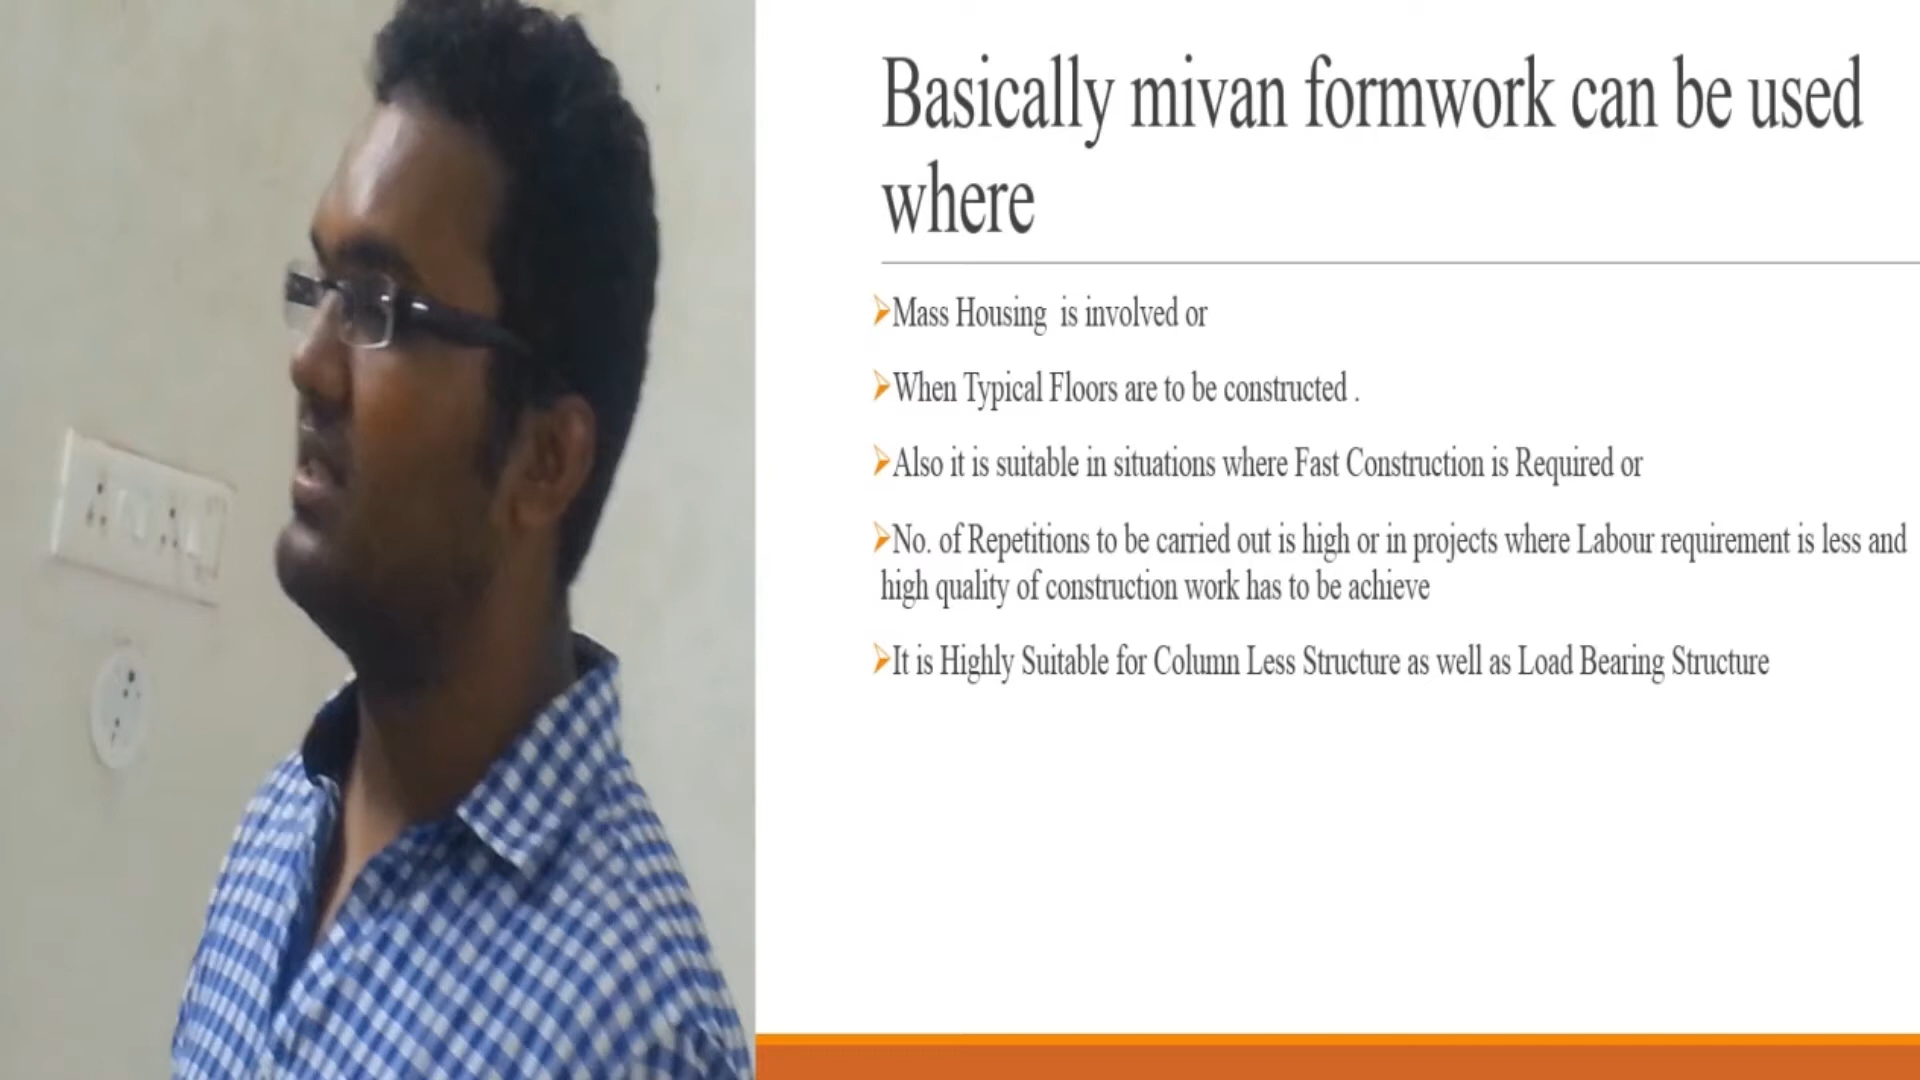 Basically mivan formwork can be used
where
Mass Housing is involved or
When Typical Floors are to be constructed .
Also it is suitable in situations where Fast Construction is Required or
No. of Repetitions to be carried out is high or in projects where Labour requirement is less and
high quality of construction work has to be achieve
It is Highly Suitable for Column Less Structure as well as Load Bearing Structure